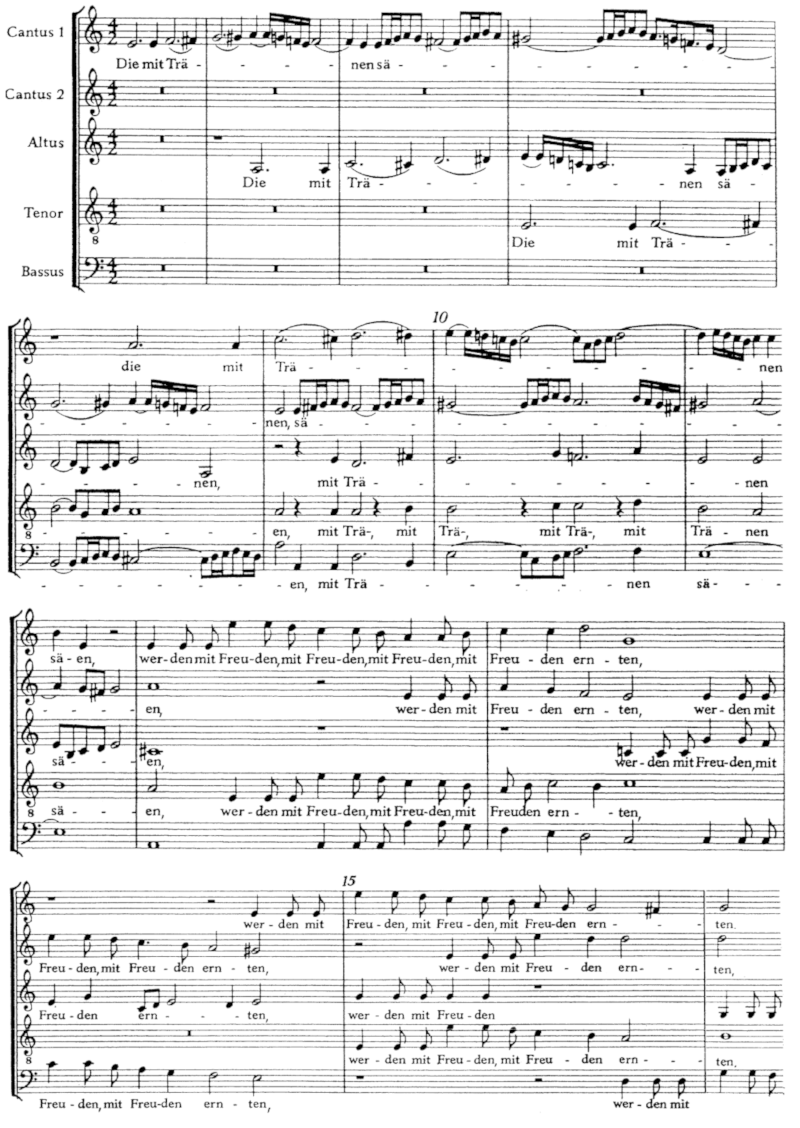 Cantus 1
Die mit Trä - - - - nen sä - - - - - - - -
Cantus 2
Altus
Die mit Trä - - - - - - - nen sä - -
Tenor
8
Die mit Trä - - -
Bassus
10
die mit Trä - - - - - - - - - - nen
- - - - - - - - nen, sä - - - - - - - - - -
- - - - - nen, mit Trä - - - - - - - nen
8
- - - - - - - en, mit Trä-, mit Trä-, mit Trä-, mit Trä - nen
- - - - - - - - en, mit Trä - - - - - - - nen sä - -
sä - en, wer-den mit Freu-den, mit Freu-den, mit Freu-den, mit Freu - den ern - ten,
- - - - en, wer - den mit Freu - den ern - ten, wer-den mit
sä - - - en, wer - den mit Freu-den, mit
8
sä - en, wer - den mit Freu-den, mit Freu-den, mit Freuden ern - ten,
15
wer - den mit Freu - den, mit Freu - den, mit Freu-den ern - - ten.
Freu - den, mit Freu - den ern - ten, wer - den mit Freu - den ern - - ten,
Freu - den ern - - ten, wer - den mit Freu - den
8
wer - den mit Freu - den, mit Freu - den ern - - ten.
Freu - den, mit Freu-den ern - ten, wer - den mit